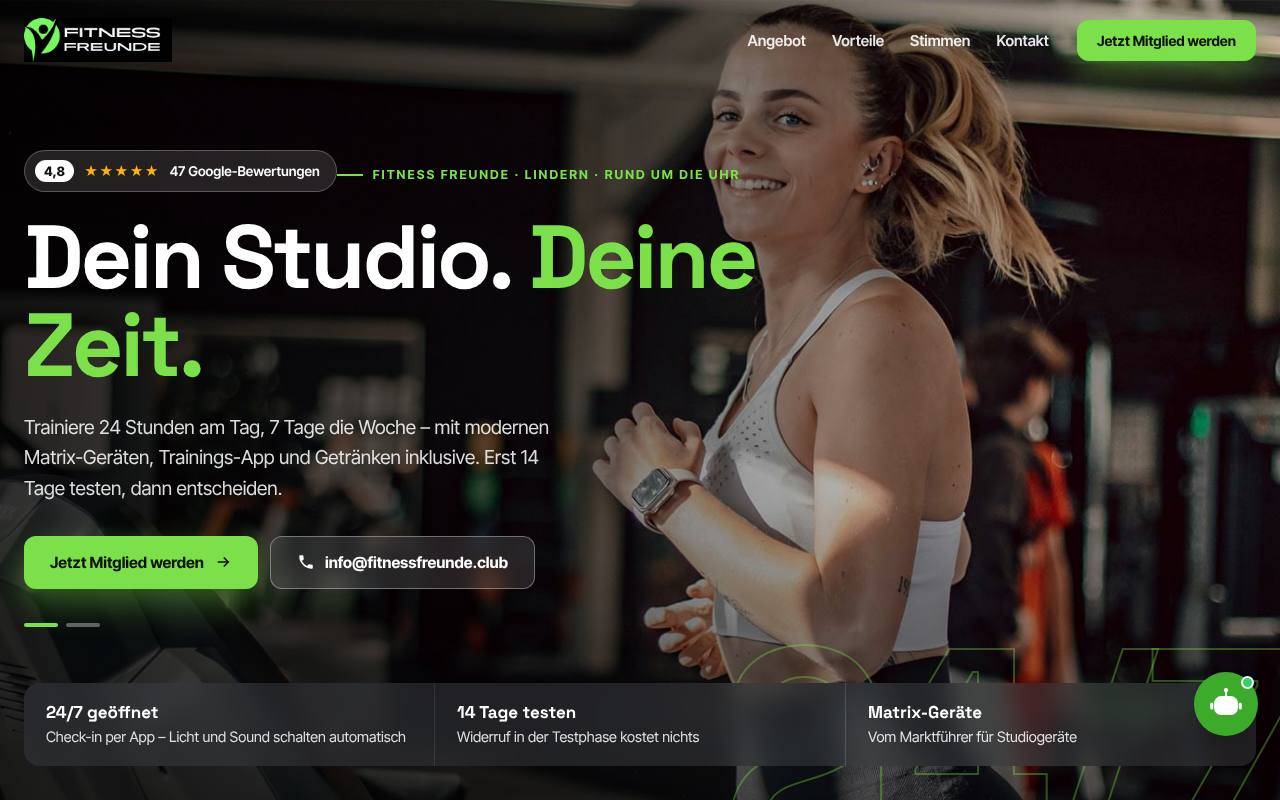 FITNESS
FREUNDE
Angebot Vorteile Stimmen Kontakt Jetzt Mitglied werden
4,8 ★★★★★ 47 Google-Bewertungen
FITNESS FREUNDE · LINDERN · RUND UM DIE UHR
Dein Studio. Deine
Zeit.
Trainiere 24 Stunden am Tag, 7 Tage die Woche – mit modernen
Matrix-Geräten, Trainings-App und Getränken inklusive. Erst 14
Tage testen, dann entscheiden.
Jetzt Mitglied werden →
info@fitnessfreunde.club
24/7
24/7 geöffnet
Check-in per App – Licht und Sound schalten automatisch
14 Tage testen
Widerruf in der Testphase kostet nichts
Matrix-Geräte
Vom Marktführer für Studiogeräte